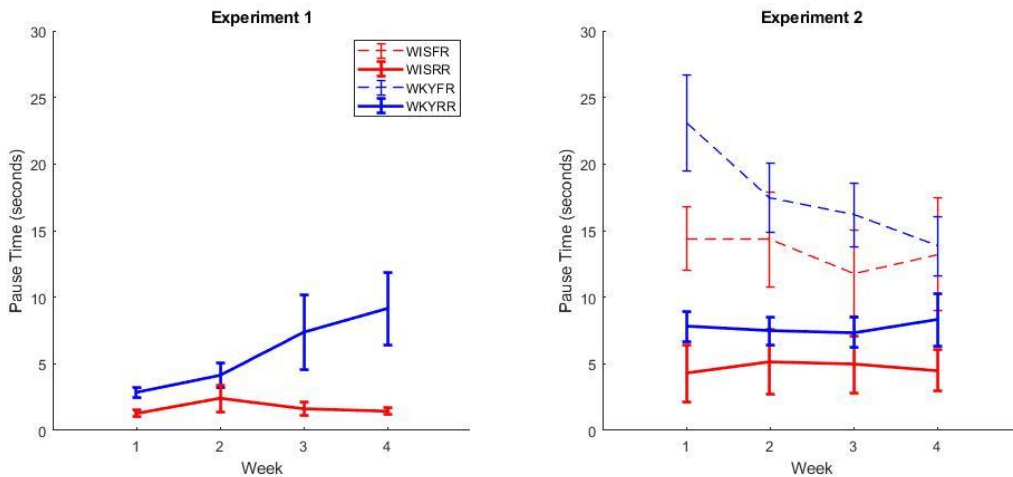 Experiment 1
30
25
20
15
10
5
0
Pause Time (seconds)
1 2 3 4
Week
WISFR
WISRR
WKYFR
WKYRR
Experiment 2
30
25
20
15
10
5
0
Pause Time (seconds)
1 2 3 4
Week